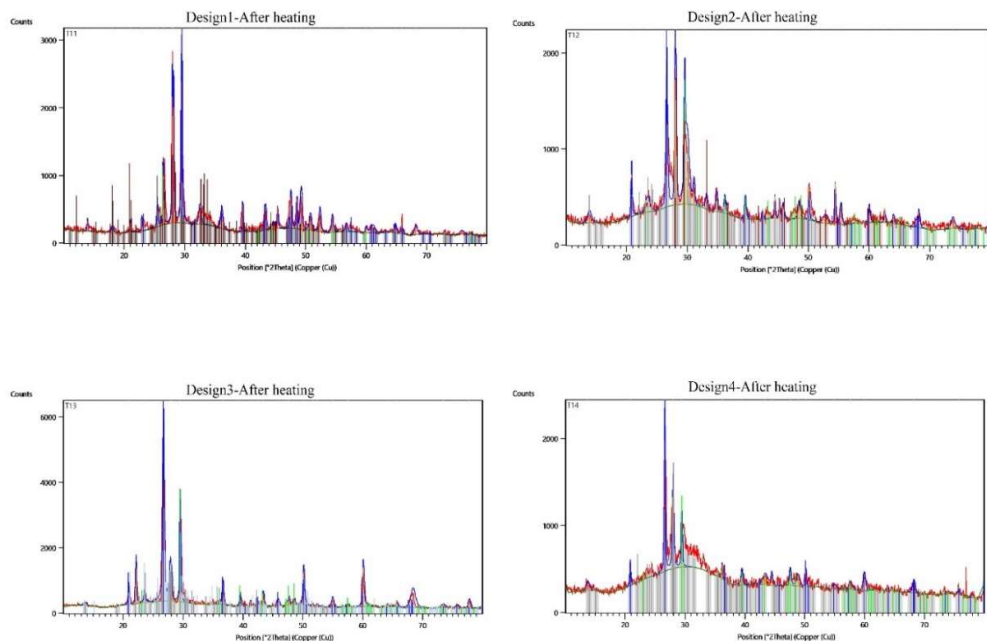 Design1-After heating
Counts
T11
3000
2000
1000
0
20
30
40
50
60
70
Position [°2Theta] (Copper (Cu))
Design2-After heating
Counts
T12
2000
1000
0
20
30
40
50
60
70
Position [°2Theta] (Copper (Cu))
Design3-After heating
Counts
T13
6000
4000
2000
0
20
30
40
50
60
70
Position [°2Theta] (Copper (Cu))
Design4-After heating
Counts
T14
2000
1000
0
20
30
40
50
60
70
Position [°2Theta] (Copper (Cu))